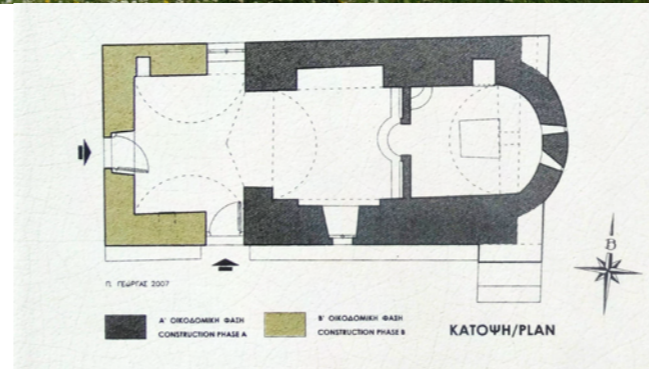 Β
Π. ΓΕΩΡΓΑΣ 2007
Α' ΟΙΚΟΔΟΜΙΚΗ ΦΑΣΗ
CONSTRUCTION PHASE A
Β' ΟΙΚΟΔΟΜΙΚΗ ΦΑΣΗ
CONSTRUCTION PHASE B
ΚΑΤΟΨΗ/PLAN